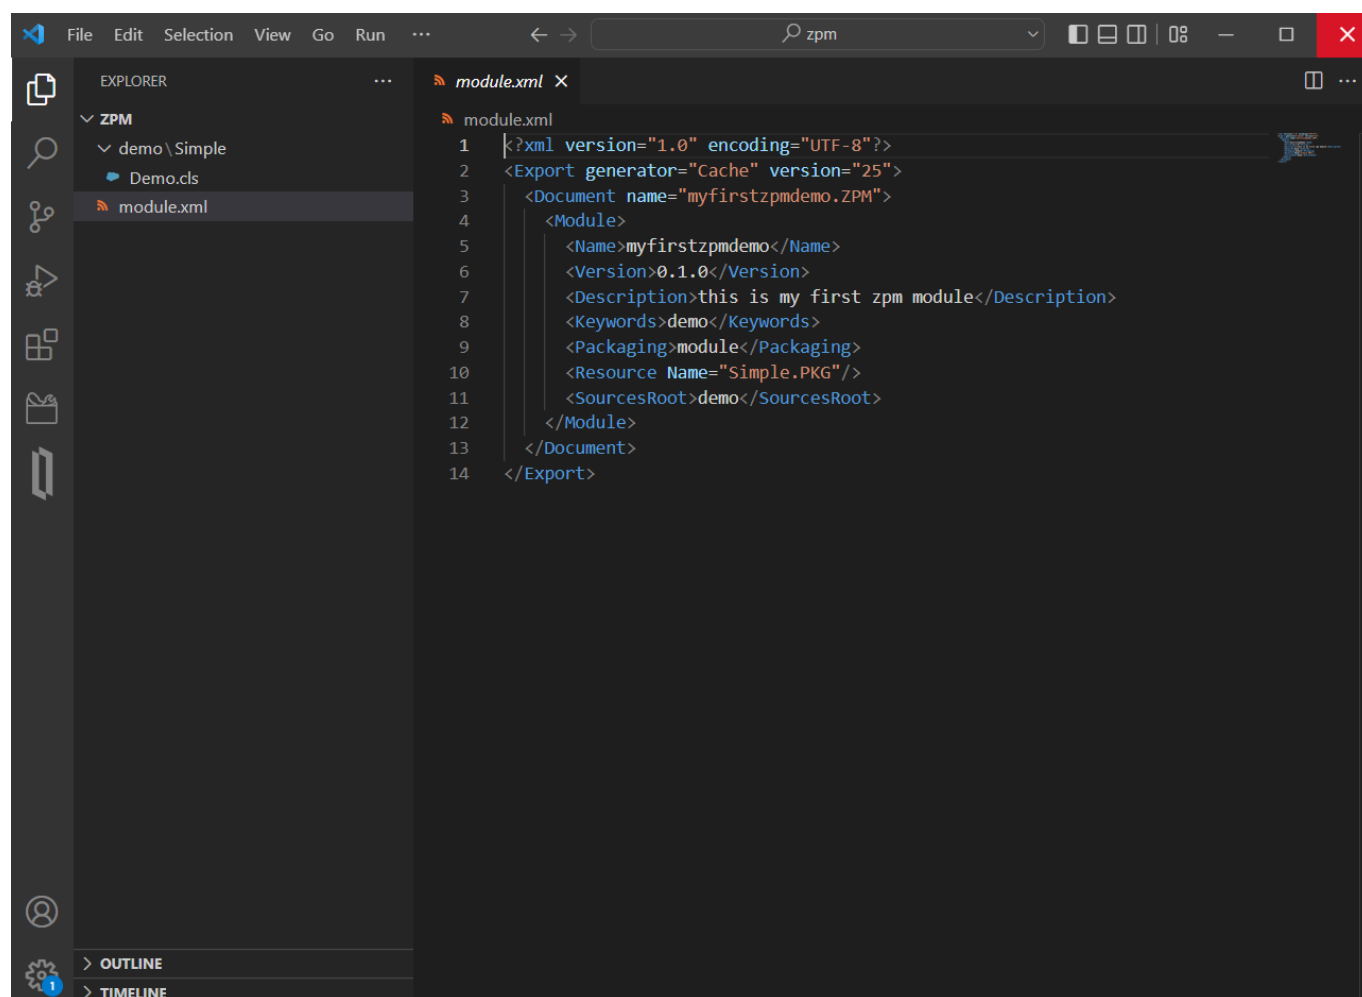 File Edit Selection View Go Run ··· zpm
EXPLORER ···
ZPM
demo\Simple
Demo.cls
module.xml
OUTLINE
TIMELINE
1
module.xml
module.xml
1 <?xml version="1.0" encoding="UTF-8"?>
2 <Export generator="Cache" version="25">
3 <Document name="myfirstzpmdemo.ZPM">
4 <Module>
5 <Name>myfirstzpmdemo</Name>
6 <Version>0.1.0</Version>
7 <Description>this is my first zpm module</Description>
8 <Keywords>demo</Keywords>
9 <Packaging>module</Packaging>
10 <Resource Name="Simple.PKG"/>
11 <SourcesRoot>demo</SourcesRoot>
12 </Module>
13 </Document>
14 </Export>